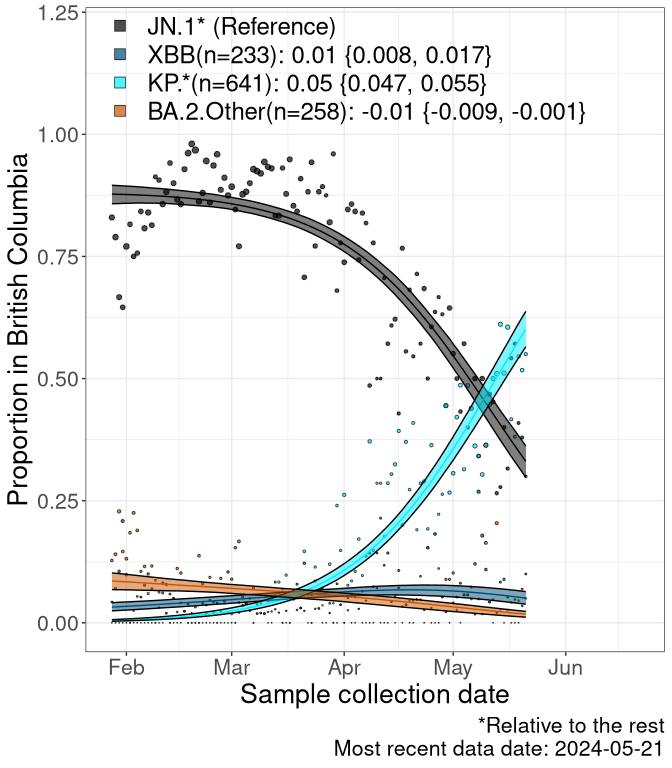 JN.1* (Reference)
XBB(n=233): 0.01 {0.008, 0.017}
KP.*(n=641): 0.05 {0.047, 0.055}
BA.2.Other(n=258): -0.01 {-0.009, -0.001}
Proportion in British Columbia
1.25
1.00
0.75
0.50
0.25
0.00
Feb Mar Apr May Jun
Sample collection date
*Relative to the rest
Most recent data date: 2024-05-21